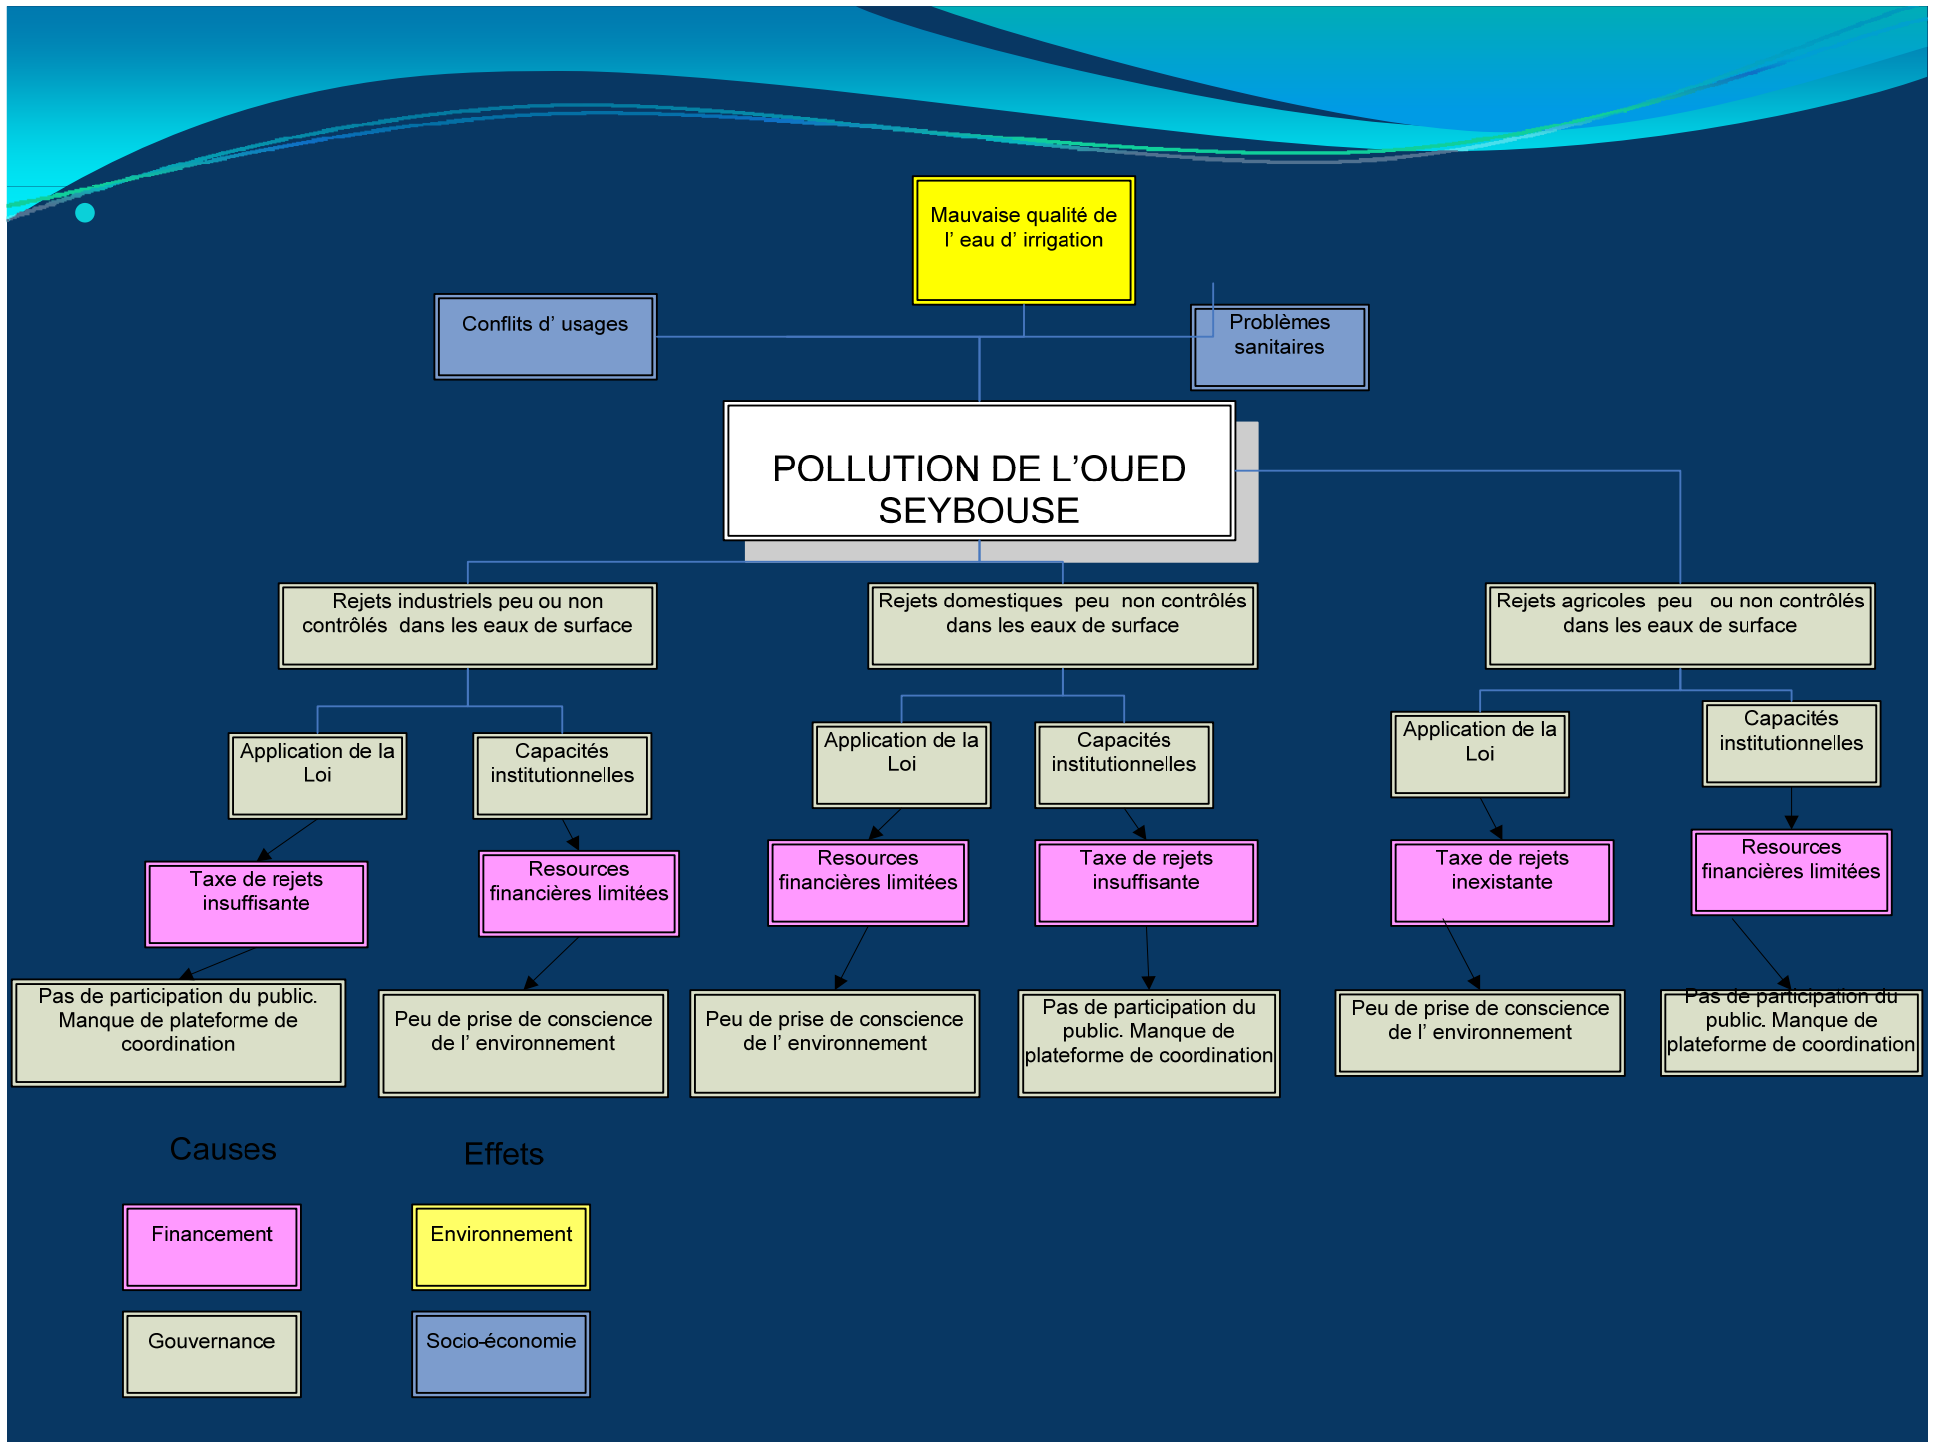 Mauvaise qualité de
l’ eau d’ irrigation
Conflits d’ usages
Problèmes
sanitaires
POLLUTION DE L’OUED
SEYBOUSE
Rejets industriels peu ou non
contrôlés dans les eaux de surface
Rejets domestiques peu non contrôlés
dans les eaux de surface
Rejets agricoles peu ou non contrôlés
dans les eaux de surface
Application de la
Loi
Capacités
institutionnelles
Application de la
Loi
Capacités
institutionnelles
Application de la
Loi
Capacités
institutionnelles
Taxe de rejets
insuffisante
Resources
financières limitées
Resources
financières limitées
Taxe de rejets
insuffisante
Taxe de rejets
inexistante
Resources
financières limitées
Pas de participation du public.
Manque de plateforme de
coordination
Peu de prise de conscience
de l’ environnement
Peu de prise de conscience
de l’ environnement
Pas de participation du
public. Manque de
plateforme de coordination
Peu de prise de conscience
de l’ environnement
Pas de participation du
public. Manque de
plateforme de coordination
Causes
Effets
Financement
Environnement
Gouvernance
Socio-économie